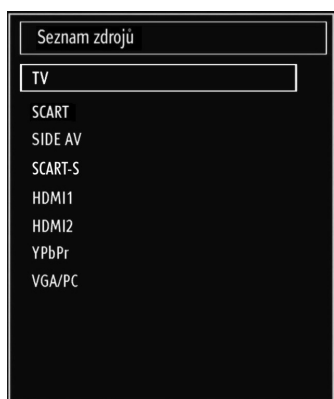 Seznam zdrojů
TV
SCART
SIDE AV
SCART-S
HDMI1
HDMI2
YPbPr
VGA/PC